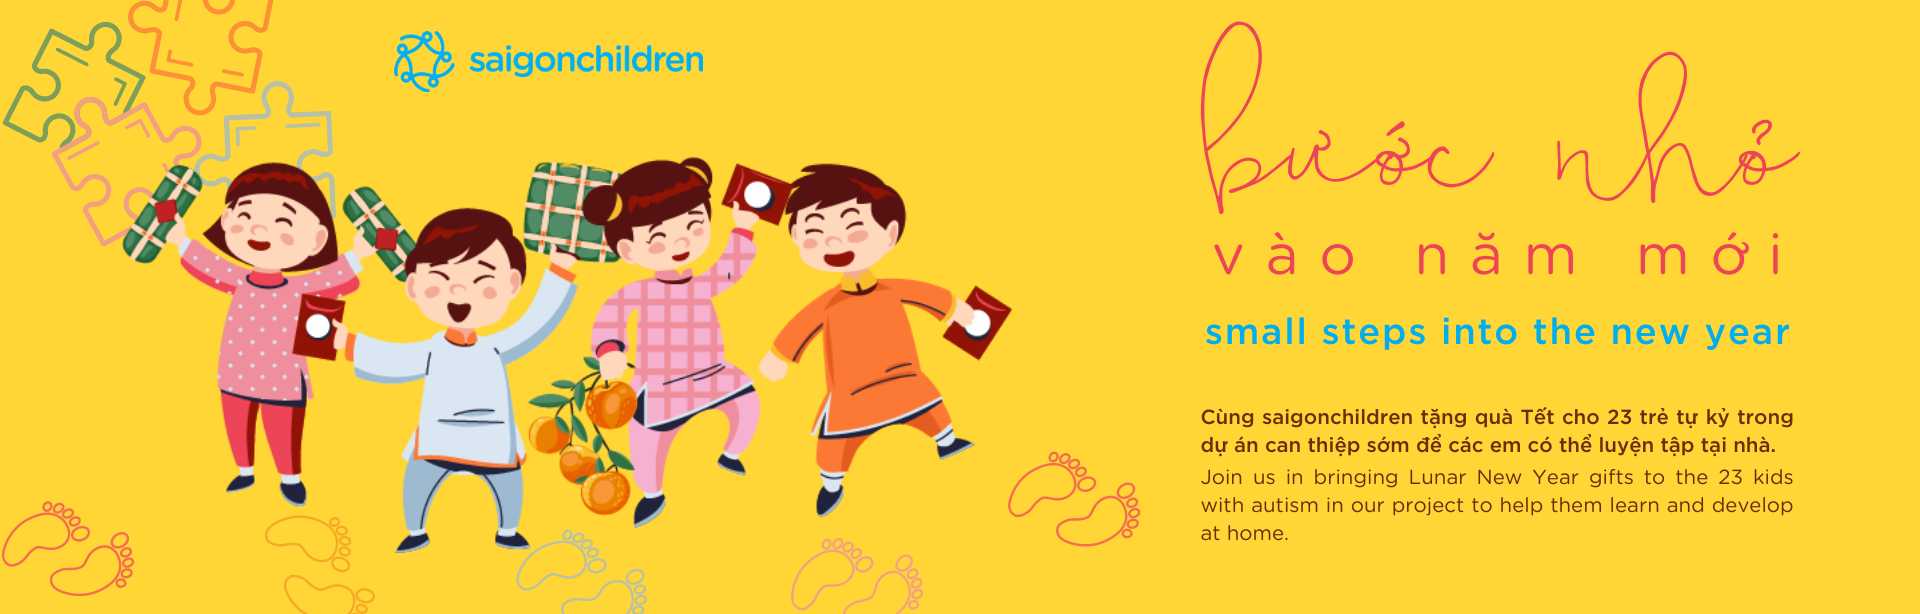 saigonchildren
bước nhỏ
vào năm mới
small steps into the new year
Cùng saigonchildren tặng quà Tết cho 23 trẻ tự kỷ trong
dự án can thiệp sớm để các em có thể luyện tập tại nhà.
Join us in bringing Lunar New Year gifts to the 23 kids
with autism in our project to help them learn and develop
at home.